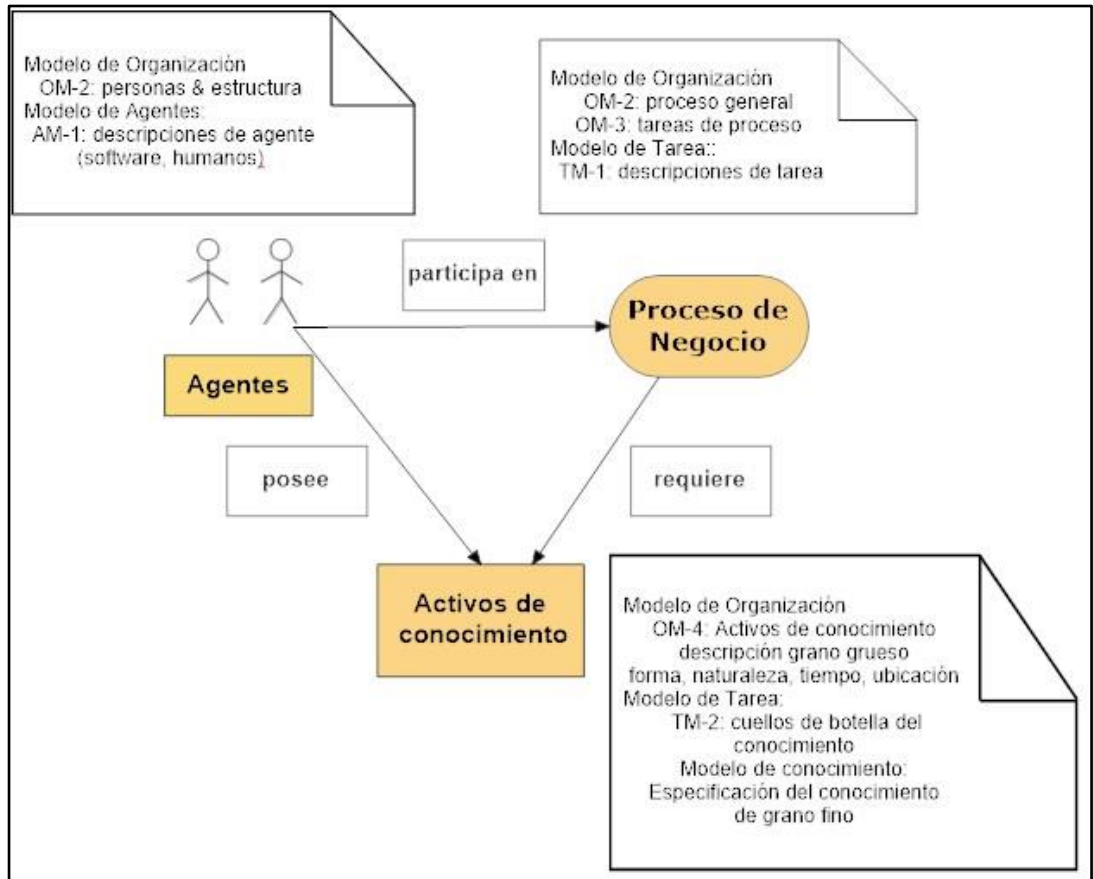 Modelo de Organización
OM-2: personas & estructura
Modelo de Agentes:
AM-1: descripciones de agente
(software, humanos)
Modelo de Organización
OM-2: proceso general
OM-3: tareas de proceso
Modelo de Tarea::
TM-1: descripciones de tarea
participa en
Proceso de
Negocio
Agentes
posee
requiere
Activos de
conocimiento
Modelo de Organización
OM-4: Activos de conocimiento
descripción grano grueso
forma, naturaleza, tiempo, ubicación
Modelo de Tarea:
TM-2: cuellos de botella del
conocimiento
Modelo de conocimiento:
Especificación del conocimiento
de grano fino